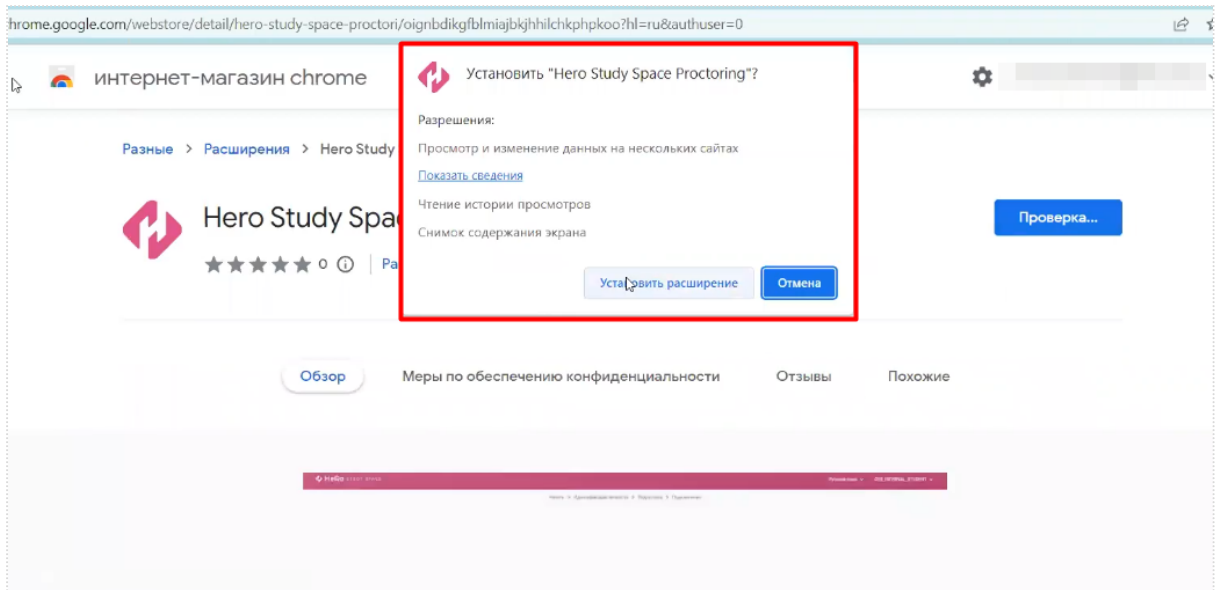 hrome.google.com/webstore/detail/hero-study-space-proctori/oignbdikgfblmiajbkjhhilchkphpkoo?hl=ru&authuser=0
интернет-магазин chrome
Установить "Hero Study Space Proctoring"?
Разрешения:
Просмотр и изменение данных на нескольких сайтах
Показать сведения
Чтение истории просмотров
Снимок содержания экрана
Установить расширение
Отмена
Разные > Расширения > Hero Study
Hero Study Spa
0
Ра
Проверка...
Обзор
Меры по обеспечению конфиденциальности
Отзывы
Похожие